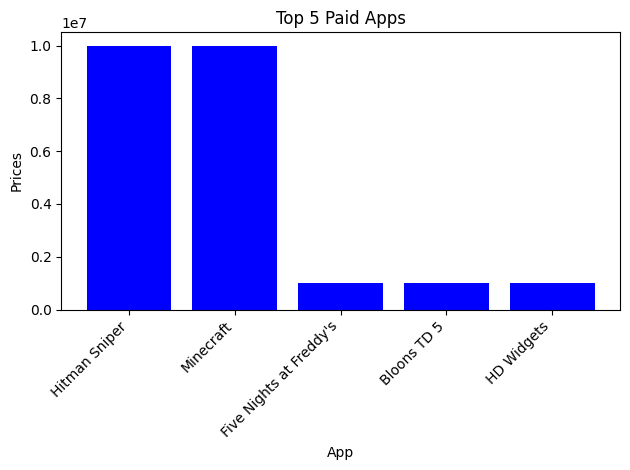 Top 5 Paid Apps
1e7
1.0
0.8
0.6
0.4
0.2
0.0
Prices
Hitman Sniper
Minecraft
Five Nights at Freddy's
Bloons TD 5
HD Widgets
App